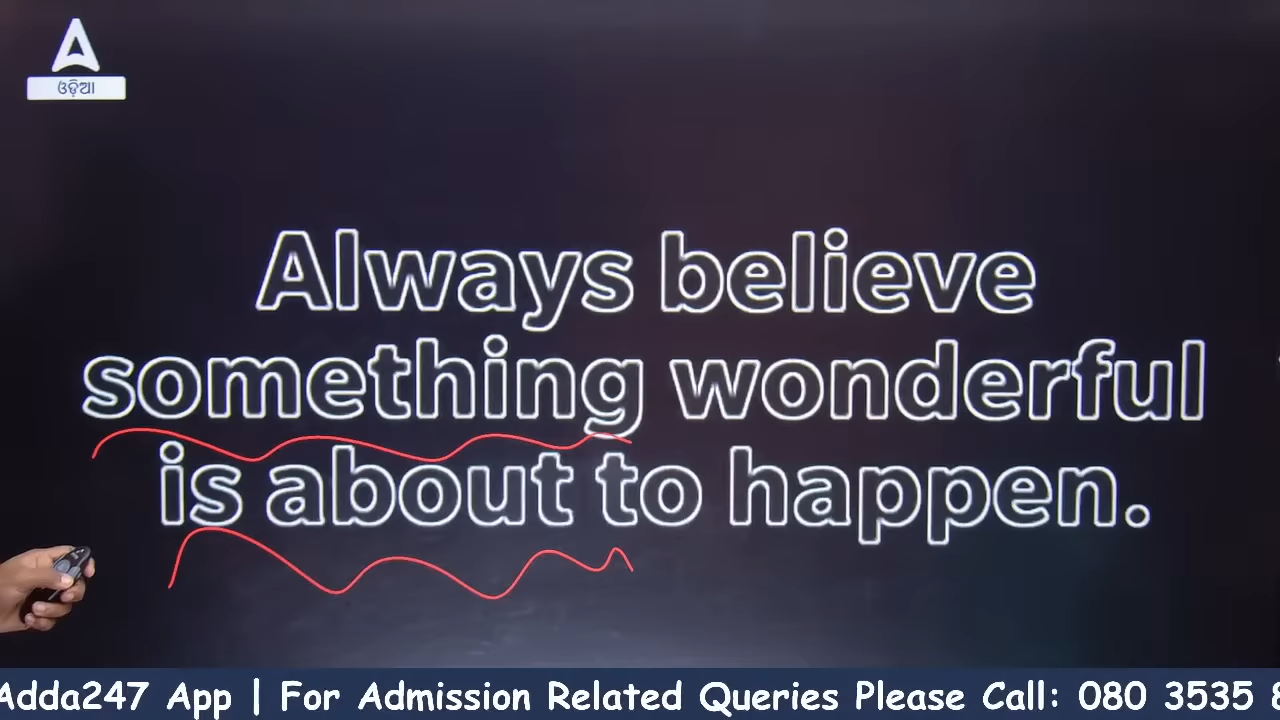 ଓଡ଼ିଆ
Always believe
something wonderful
is about to happen.
Adda247 App | For Admission Related Queries Please Call: 080 3535